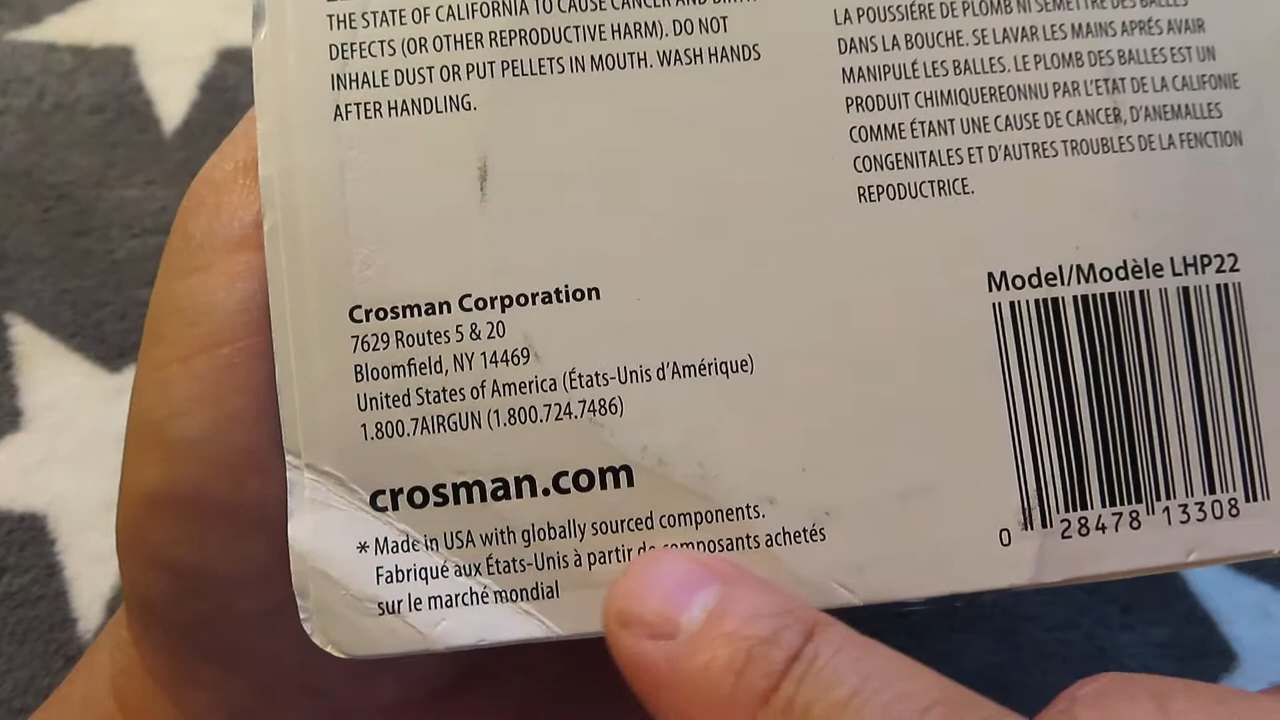 THE STATE OF CALIFORNIA TO CAUSE CANCER AND BIRTH
DEFECTS (OR OTHER REPRODUCTIVE HARM). DO NOT
INHALE DUST OR PUT PELLETS IN MOUTH. WASH HANDS
AFTER HANDLING.
LA POUSSIÉRE DE PLOMB NI SEMETTRE DES BALLES
DANS LA BOUCHE. SE LAVAR LES MAINS APRÉS AVAIR
MANIPULÉ LES BALLES. LE PLOMB DES BALLES EST UN
PRODUIT CHIMIQUEREONNU PAR L'ETAT DE LA CALIFONIE
COMME ÉTANT UNE CAUSE DE CANCER, D'ANEMALLES
CONGENITALES ET D'AUTRES TROUBLES DE LA FENCTION
REPODUCTRICE.
Crosman Corporation
7629 Routes 5 & 20
Bloomfield, NY 14469
United States of America (États-Unis d'Amérique)
1.800.7AIRGUN (1.800.724.7486)
crosman.com
* Made in USA with globally sourced components.
Fabriqué aux États-Unis à partir de composants achetés
sur le marché mondial
Model/Modèle LHP22
0 28478 13308